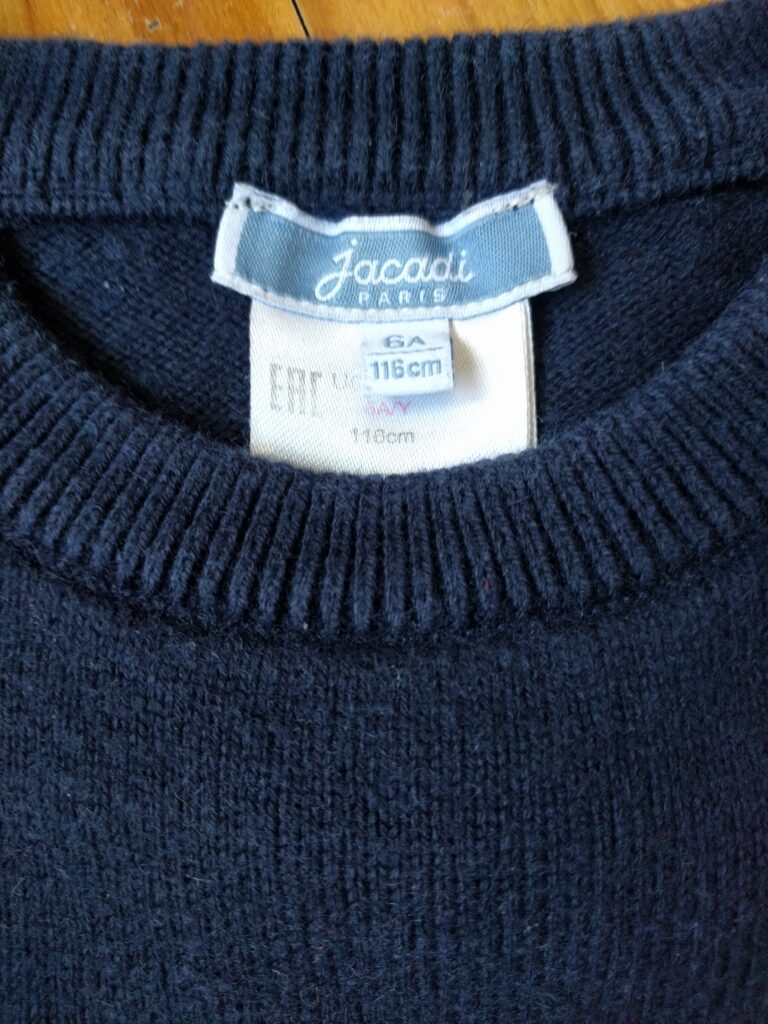 jacadi
PARIS
6A
116cm
EAC
116cm